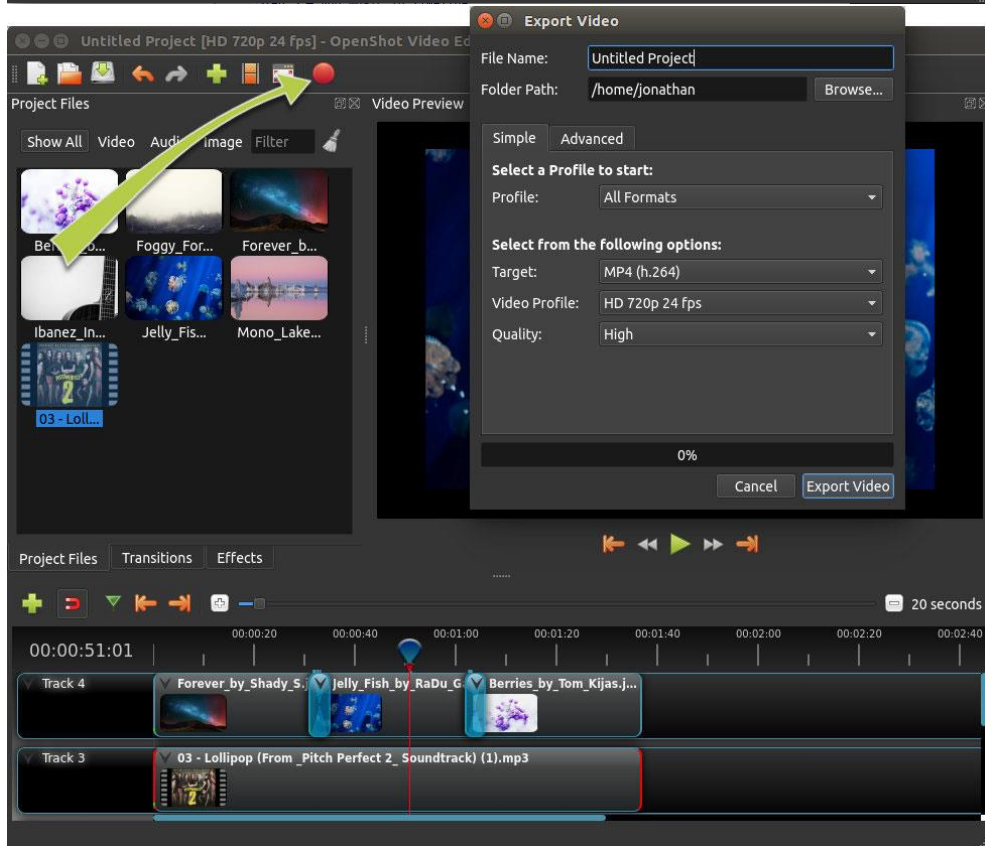 Export Video
Untitled Project [HD 720p 24 fps] - OpenShot Video Ed
File Name: Untitled Project
Folder Path: /home/jonathan Browse...
Project Files
Video Preview
Show All Video Audio Image Filter
Simple Advanced
Select a Profile to start:
Profile: All Formats
Select from the following options:
Target: MP4 (h.264)
Video Profile: HD 720p 24 fps
Quality: High
0%
Cancel Export Video
Foggy_For... Forever_b...
Ibanez_In... Jelly_Fis... Mono_Lake...
2
03 - Loll...
Project Files Transitions Effects
20 seconds
00:00:51:01
00:00:20 00:00:40 00:01:00 00:01:20 00:01:40 00:02:00 00:02:20 00:02:40
Track 4
Forever_by_Shady_S. Jelly_Fish_by_RaDu_G. Berries_by_Tom_Kijas.j...
Track 3
03 - Lollipop (From _Pitch Perfect 2_ Soundtrack) (1).mp3
2